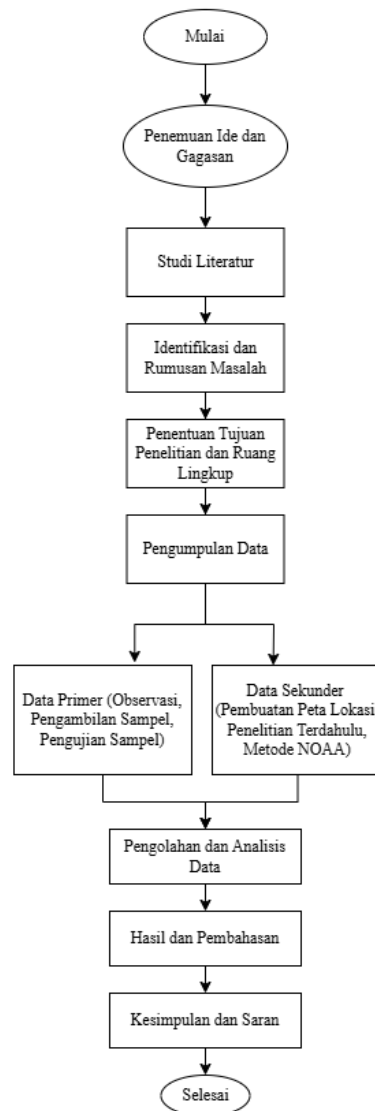 Mulai
Penemuan Ide dan
Gagasan
Studi Literatur
Identifikasi dan
Rumusan Masalah
Penentuan Tujuan
Penelitian dan Ruang
Lingkup
Pengumpulan Data
Data Primer (Observasi,
Pengambilan Sampel,
Pengujian Sampel)
Data Sekunder
(Pembuatan Peta Lokasi
Penelitian Terdahulu,
Metode NOAA)
Pengolahan dan Analisis
Data
Hasil dan Pembahasan
Kesimpulan dan Saran
Selesai